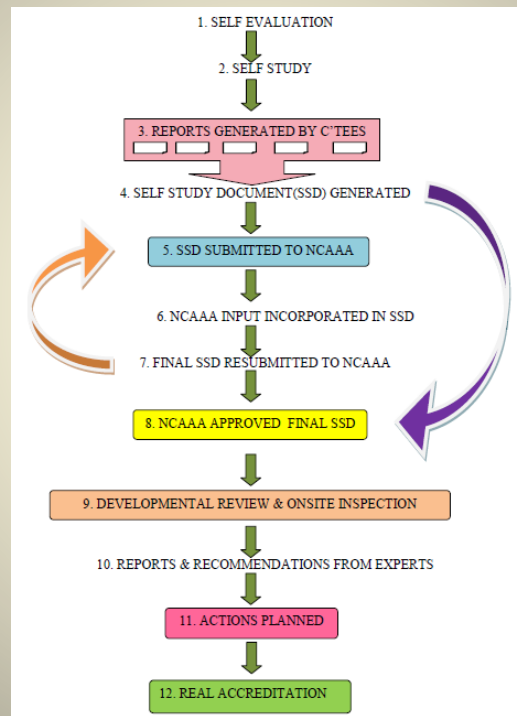 1. SELF EVALUATION
2. SELF STUDY
3. REPORTS GENERATED BY C'TEES
4. SELF STUDY DOCUMENT(SSD) GENERATED
5. SSD SUBMITTED TO NCAAA
6. NCAAA INPUT INCORPORATED IN SSD
7. FINAL SSD RESUBMITTED TO NCAAA
8. NCAAA APPROVED FINAL SSD
9. DEVELOPMENTAL REVIEW & ONSITE INSPECTION
10. REPORTS & RECOMMENDATIONS FROM EXPERTS
11. ACTIONS PLANNED
12. REAL ACCREDITATION